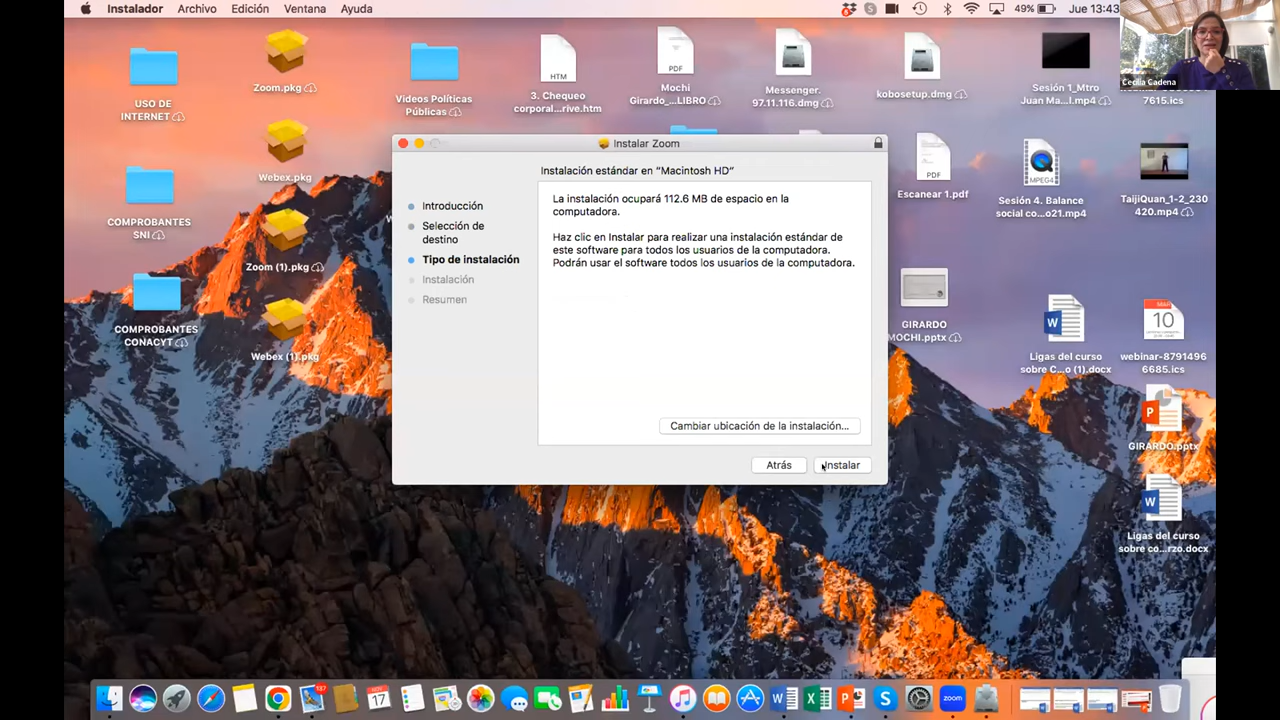 Instalador Archivo Edición Ventana Ayuda
49% Jue 13:43
Cecilia Cadena
USO DE
INTERNET
Zoom.pkg
Videos Políticas
Públicas
HTM
3. Chequeo
corporal...rive.htm
PDF
Mochi
Girardo_...LIBRO
Messenger.
97.11.116.dmg
kobosetup.dmg
Sesión 1_Mtro
Juan Ma...l.mp4
7615.ics
COMPROBANTES
SNI
Webex.pkg
PDF
Escanear 1.pdf
MPEG4
Sesión 4. Balance
social co...o21.mp4
TaijiQuan_1-2_230
420.mp4
Zoom (1).pkg
COMPROBANTES
CONACYT
Webex (1).pkg
GIRARDO
MOCHI.pptx
Ligas del curso
sobre C...o (1).docx
MAR
10
webinar-8791496
6685.ics
GIRARDO.pptx
Ligas del curso
sobre co...rzo.docx
Instalar Zoom
Instalación estándar en "Macintosh HD"
Introducción
Selección de
destino
Tipo de instalación
Instalación
Resumen
La instalación ocupará 112.6 MB de espacio en la
computadora.
Haz clic en Instalar para realizar una instalación estándar de
este software para todos los usuarios de la computadora.
Podrán usar el software todos los usuarios de la computadora.
Cambiar ubicación de la instalación...
Atrás
Instalar
17
zoom